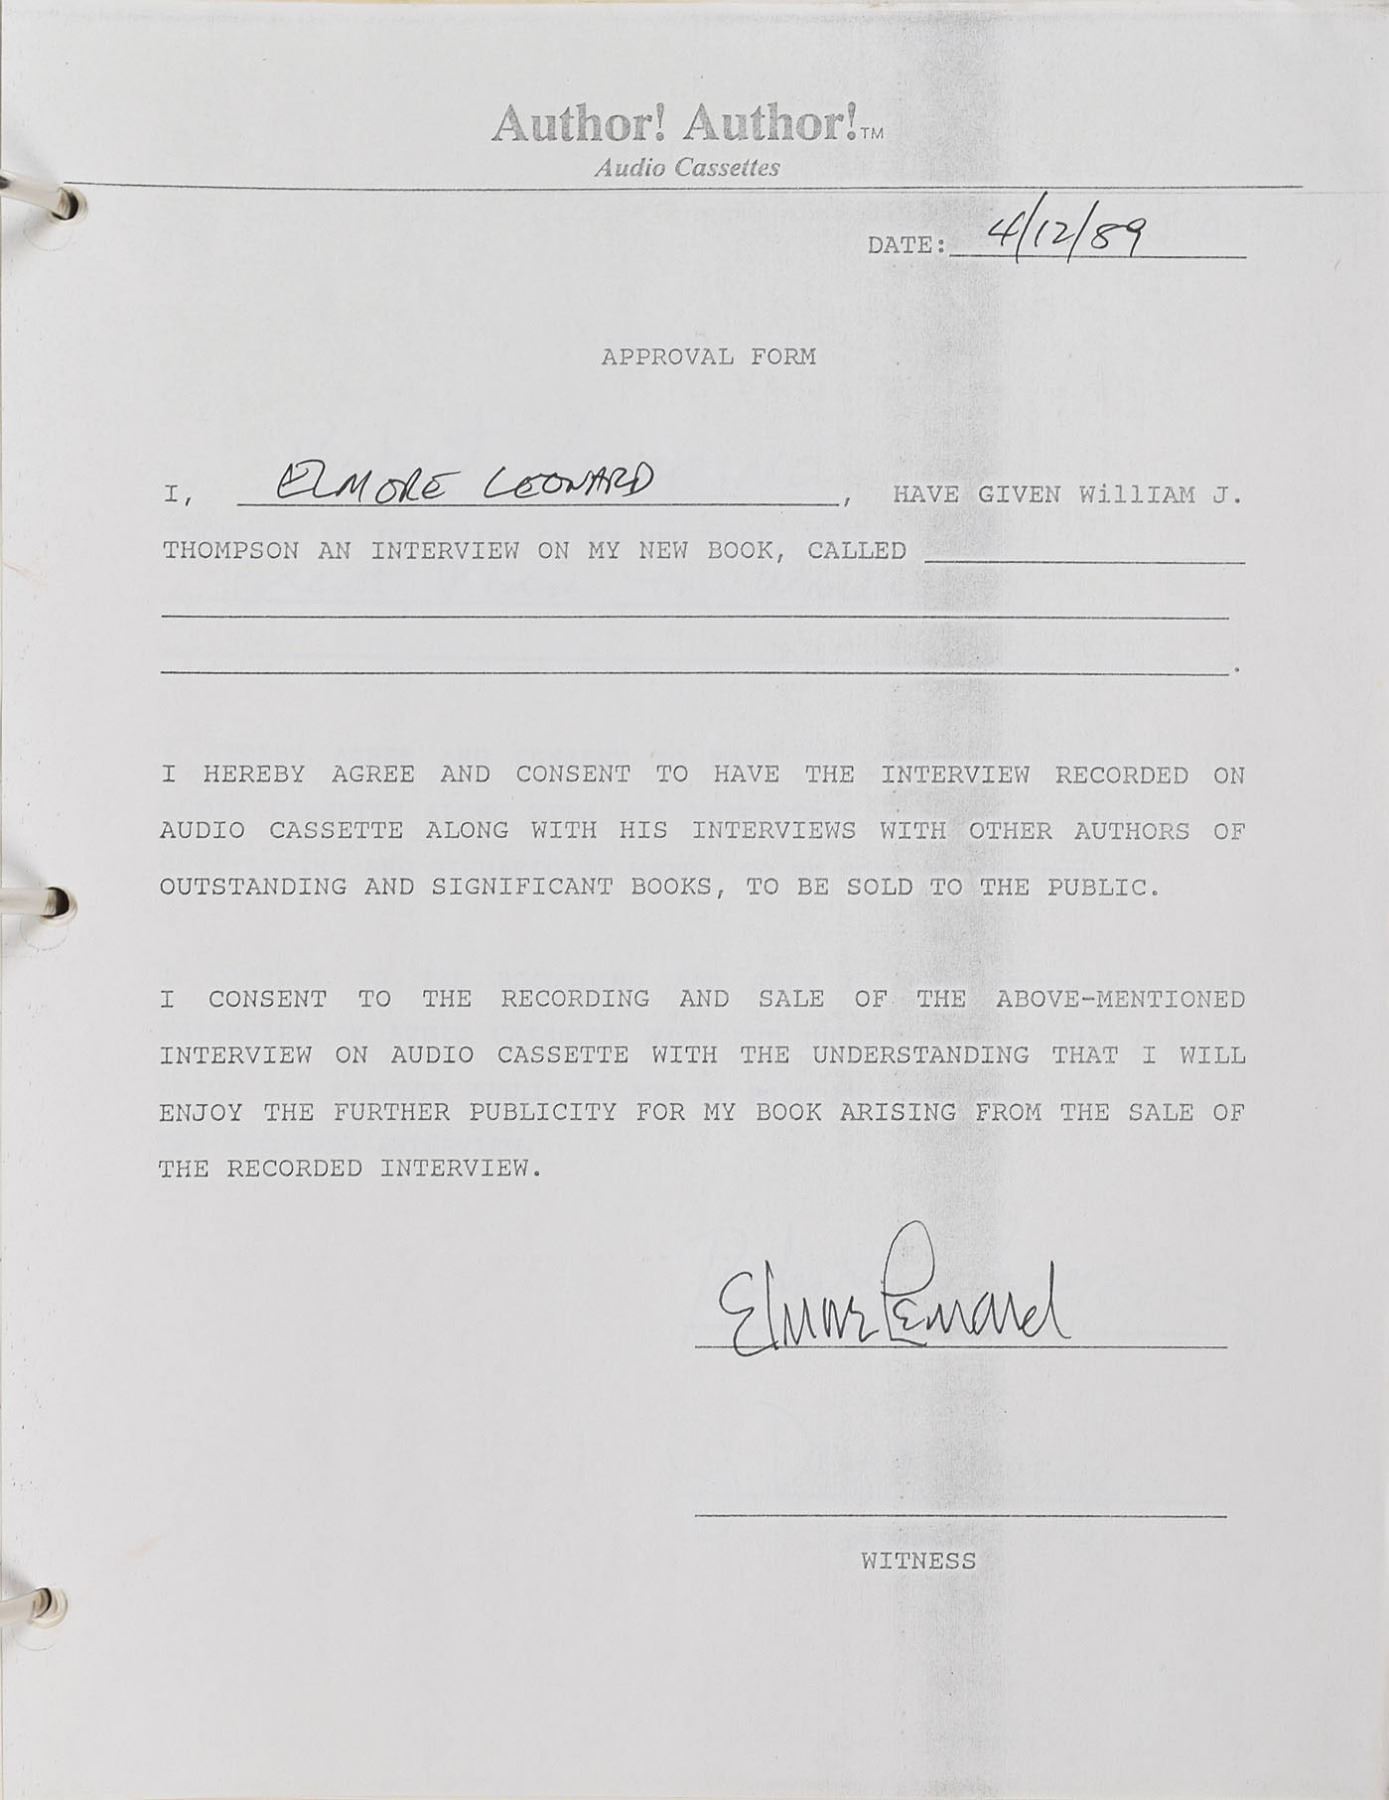 Author! Author!™
Audio Cassettes
DATE: 4/12/89
APPROVAL FORM
I, ELMORE LEONARD, HAVE GIVEN WillIAM J.
THOMPSON AN INTERVIEW ON MY NEW BOOK, CALLED
.
I HEREBY AGREE AND CONSENT TO HAVE THE INTERVIEW RECORDED ON
AUDIO CASSETTE ALONG WITH HIS INTERVIEWS WITH OTHER AUTHORS OF
OUTSTANDING AND SIGNIFICANT BOOKS, TO BE SOLD TO THE PUBLIC.
I CONSENT TO THE RECORDING AND SALE OF THE ABOVE-MENTIONED
INTERVIEW ON AUDIO CASSETTE WITH THE UNDERSTANDING THAT I WILL
ENJOY THE FURTHER PUBLICITY FOR MY BOOK ARISING FROM THE SALE OF
THE RECORDED INTERVIEW.
Elmore Leonard
WITNESS